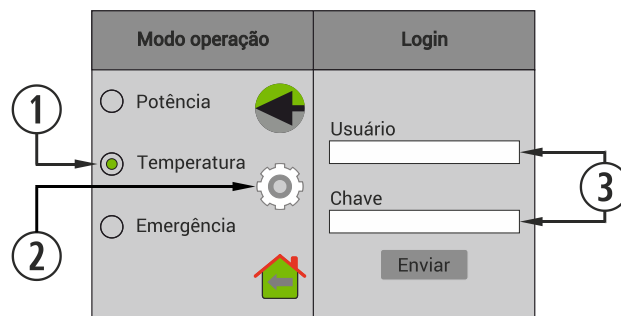 Modo operação
Login
1
Potência
Usuário
Temperatura
3
Chave
Emergência
2
Enviar